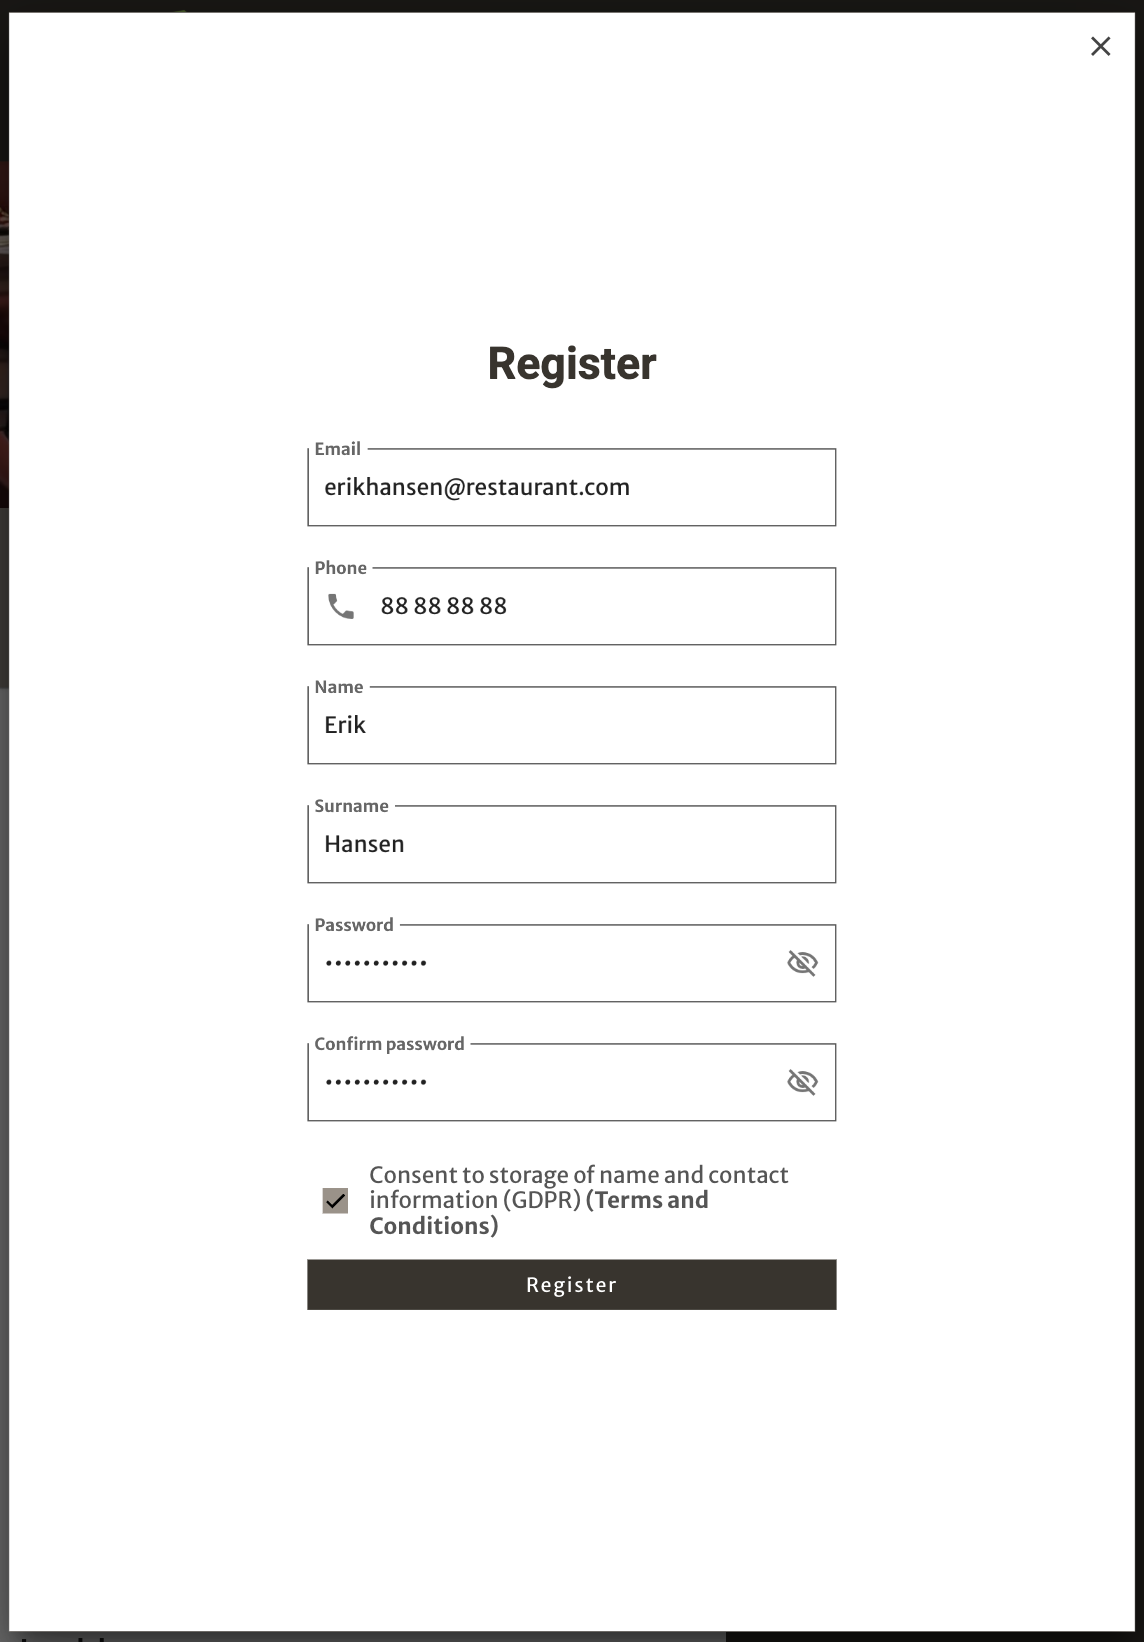 Register
Email
erikhansen@restaurant.com
Phone
88 88 88 88
Name
Erik
Surname
Hansen
Password
•••••••••••
Confirm password
•••••••••••
Consent to storage of name and contact
information (GDPR) (Terms and
Conditions)
Register